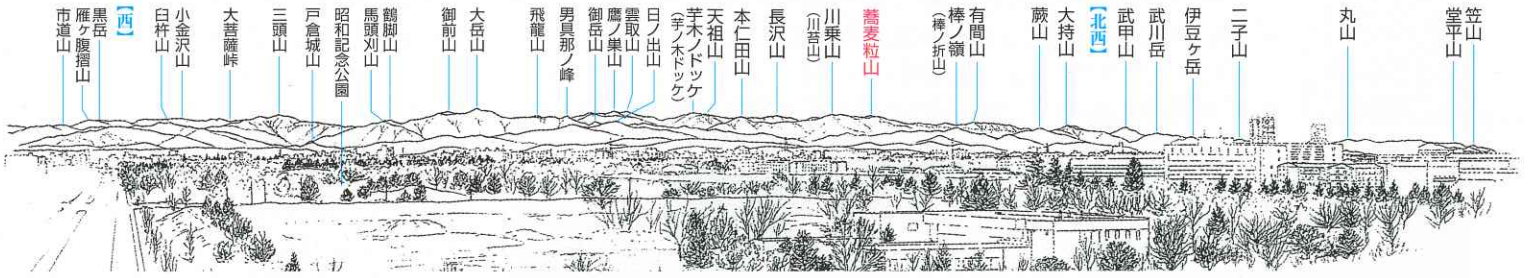 笠山
堂平山
丸山
二子山
伊豆ヶ岳
武川岳
武甲山
【北西】
大持山
蕨山
有間山
棒ノ嶺
（棒ノ折山）
蕎麦粒山
川乗山
（川苔山）
長沢山
本仁田山
天祖山
芋木ノドッケ
（芋ノ木ドッケ）
日ノ出山
雲取山
鷹ノ巣山
御岳山
男具那ノ峰
飛龍山
大岳山
御前山
鶴脚山
馬頭刈山
昭和記念公園
戸倉城山
三頭山
大菩薩峠
小金沢山
臼杵山
【西】
黒岳
雁ヶ腹摺山
市道山